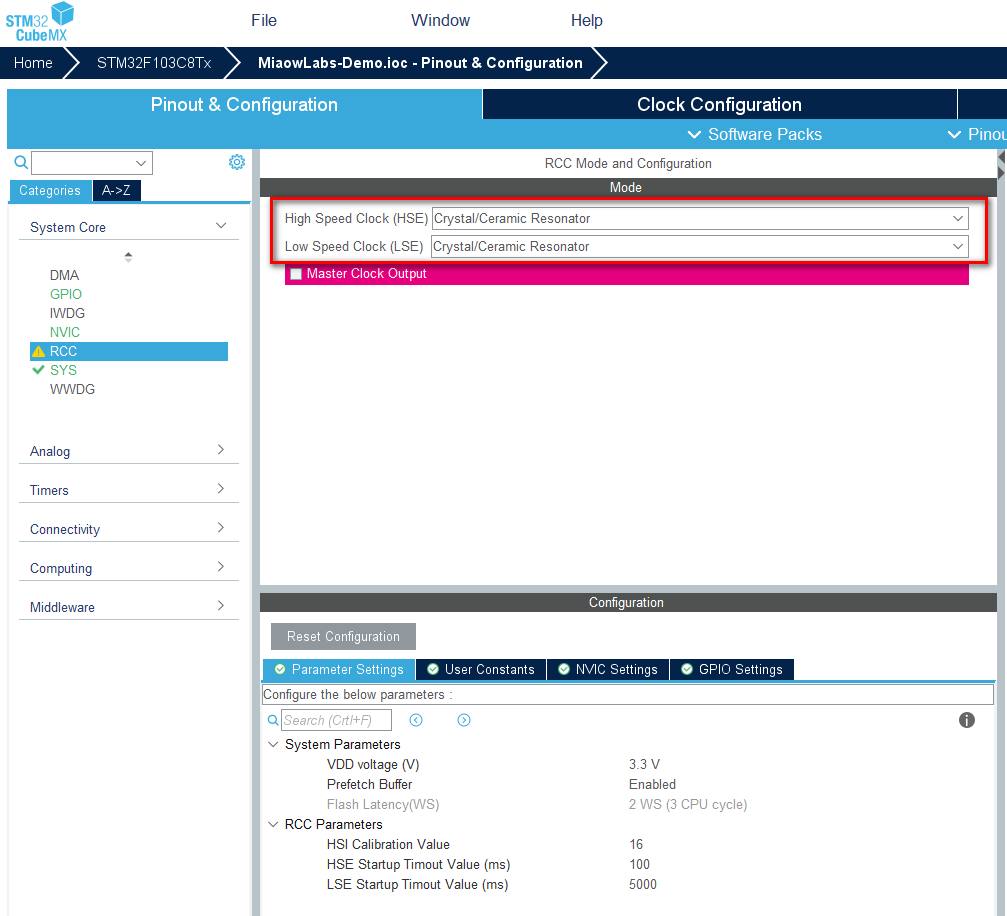 STM32
CubeMX
File Window Help
Home STM32F103C8Tx MiaowLabs-Demo.ioc - Pinout & Configuration
Pinout & Configuration Clock Configuration
Software Packs Pinou
RCC Mode and Configuration
Categories A->Z
Mode
System Core
High Speed Clock (HSE) Crystal/Ceramic Resonator
Low Speed Clock (LSE) Crystal/Ceramic Resonator
Master Clock Output
DMA
GPIO
IWDG
NVIC
RCC
SYS
WWDG
Analog
Timers
Connectivity
Computing
Middleware
Configuration
Reset Configuration
Parameter Settings User Constants NVIC Settings GPIO Settings
Configure the below parameters :
Search (Crtl+F)
System Parameters
VDD voltage (V) 3.3 V
Prefetch Buffer Enabled
Flash Latency(WS) 2 WS (3 CPU cycle)
RCC Parameters
HSI Calibration Value 16
HSE Startup Timout Value (ms) 100
LSE Startup Timout Value (ms) 5000